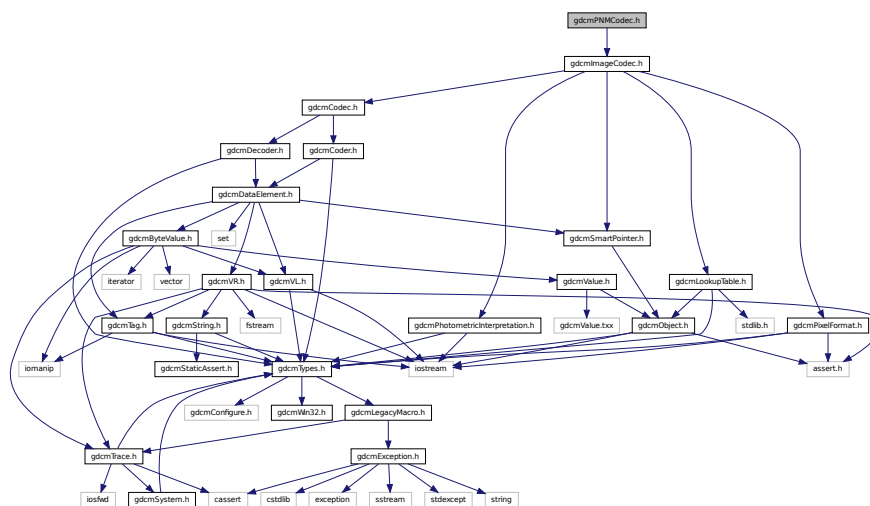 gdcmPNMCodec.h
gdcmImageCodec.h
gdcmCodec.h
gdcmDecoder.h
gdcmCoder.h
gdcmDataElement.h
gdcmByteValue.h
set
gdcmSmartPointer.h
iterator
vector
gdcmVR.h
gdcmVL.h
gdcmValue.h
gdcmLookupTable.h
gdcmTag.h
gdcmString.h
fstream
gdcmPhotometricInterpretation.h
gdcmValue.txx
gdcmObject.h
stdlib.h
gdcmPixelFormat.h
iomanip
gdcmStaticAssert.h
gdcmTypes.h
iostream
assert.h
gdcmConfigure.h
gdcmWin32.h
gdcmLegacyMacro.h
gdcmTrace.h
gdcmException.h
iosfwd
gdcmSystem.h
cassert
cstdlib
exception
sstream
stdexcept
string